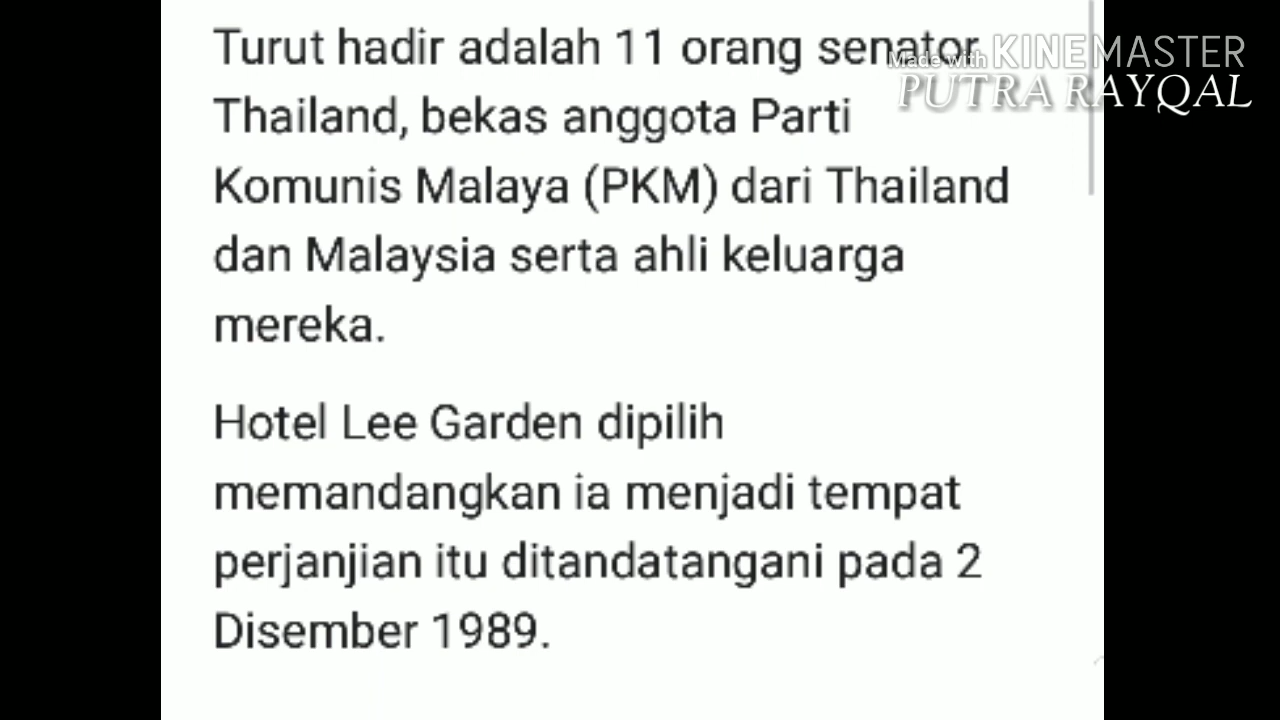 Turut hadir adalah 11 orang senator
Made with KINEMASTER
PUTRA RAYQAL
Thailand, bekas anggota Parti
Komunis Malaya (PKM) dari Thailand
dan Malaysia serta ahli keluarga
mereka.
Hotel Lee Garden dipilih
memandangkan ia menjadi tempat
perjanjian itu ditandatangani pada 2
Disember 1989.